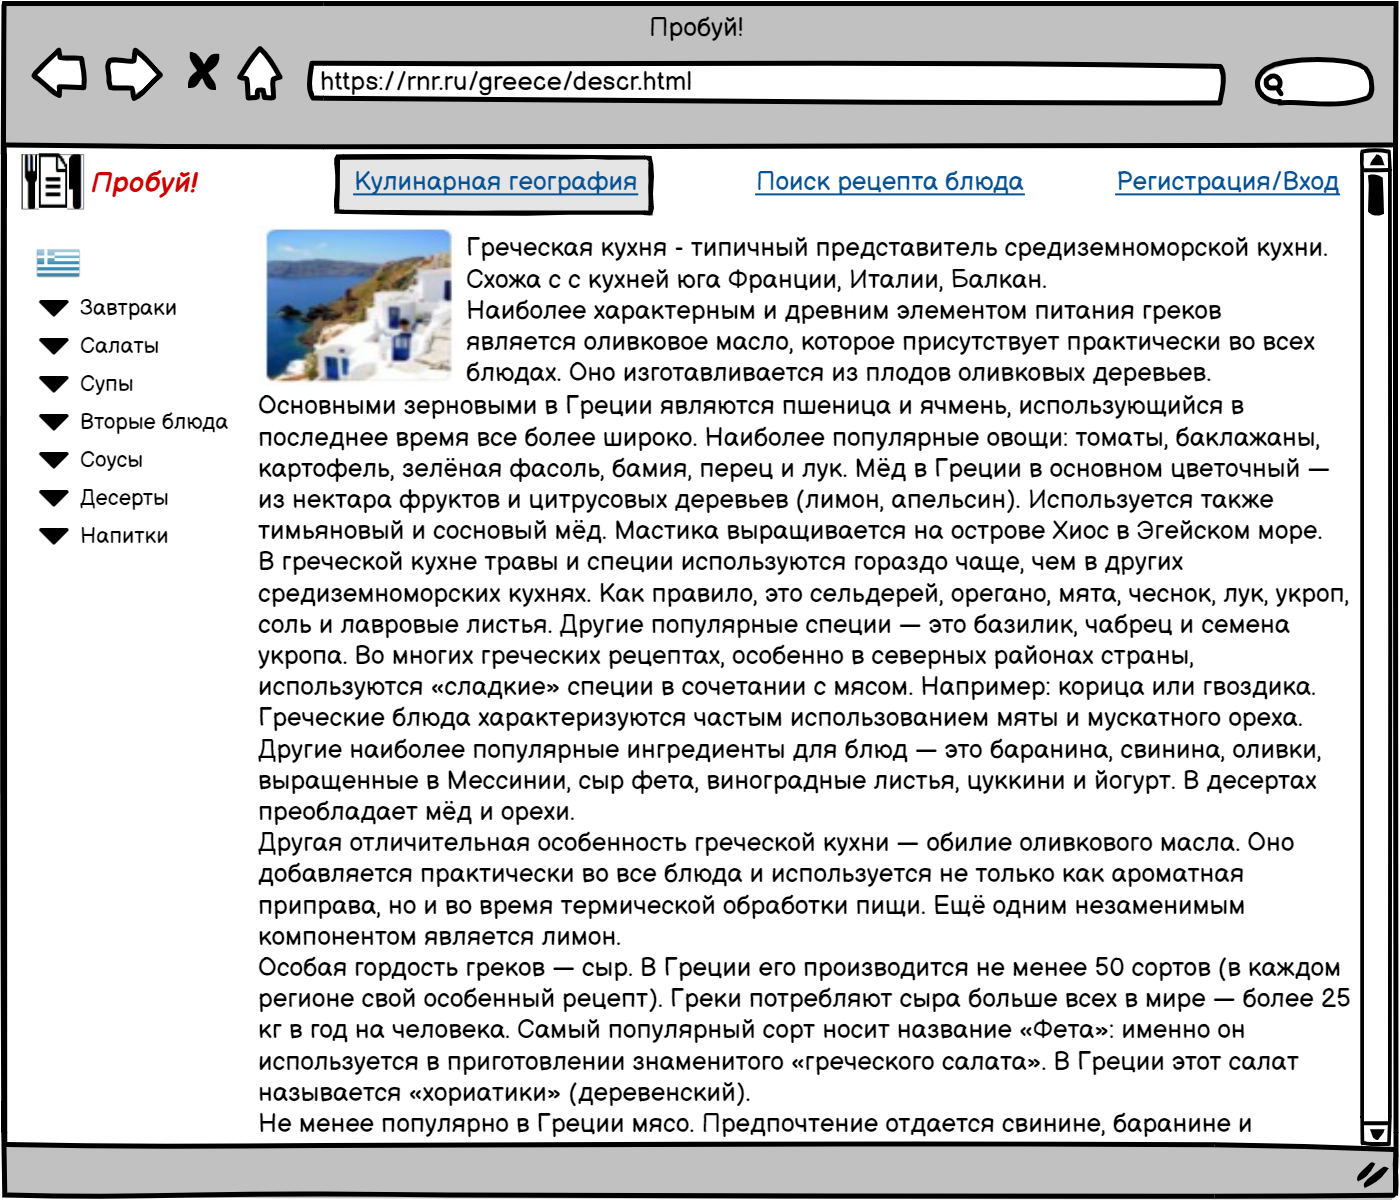 Пробуй!
https://rnr.ru/greece/descr.html
Пробуй!
Кулинарная география
Поиск рецепта блюда
Регистрация/Вход
Завтраки
Салаты
Супы
Вторые блюда
Соусы
Десерты
Напитки
Греческая кухня - типичный представитель средиземноморской кухни.
Схожа с с кухней юга Франции, Италии, Балкан.
Наиболее характерным и древним элементом питания греков
является оливковое масло, которое присутствует практически во всех
блюдах. Оно изготавливается из плодов оливковых деревьев.
Основными зерновыми в Греции являются пшеница и ячмень, использующийся в
последнее время все более широко. Наиболее популярные овощи: томаты, баклажаны,
картофель, зелёная фасоль, бамия, перец и лук. Мёд в Греции в основном цветочный —
из нектара фруктов и цитрусовых деревьев (лимон, апельсин). Используется также
тимьяновый и сосновый мёд. Мастика выращивается на острове Хиос в Эгейском море.
В греческой кухне травы и специи используются гораздо чаще, чем в других
средиземноморских кухнях. Как правило, это сельдерей, орегано, мята, чеснок, лук, укроп,
соль и лавровые листья. Другие популярные специи — это базилик, чабрец и семена
укропа. Во многих греческих рецептах, особенно в северных районах страны,
используются «сладкие» специи в сочетании с мясом. Например: корица или гвоздика.
Греческие блюда характеризуются частым использованием мяты и мускатного ореха.
Другие наиболее популярные ингредиенты для блюд — это баранина, свинина, оливки,
выращенные в Мессинии, сыр фета, виноградные листья, цуккини и йогурт. В десертах
преобладает мёд и орехи.
Другая отличительная особенность греческой кухни — обилие оливкового масла. Оно
добавляется практически во все блюда и используется не только как ароматная
приправа, но и во время термической обработки пищи. Ещё одним незаменимым
компонентом является лимон.
Особая гордость греков — сыр. В Греции его производится не менее 50 сортов (в каждом
регионе свой особенный рецепт). Греки потребляют сыра больше всех в мире — более 25
кг в год на человека. Самый популярный сорт носит название «Фета»: именно он
используется в приготовлении знаменитого «греческого салата». В Греции этот салат
называется «хориатики» (деревенский).
Не менее популярно в Греции мясо. Предпочтение отдается свинине, баранине и